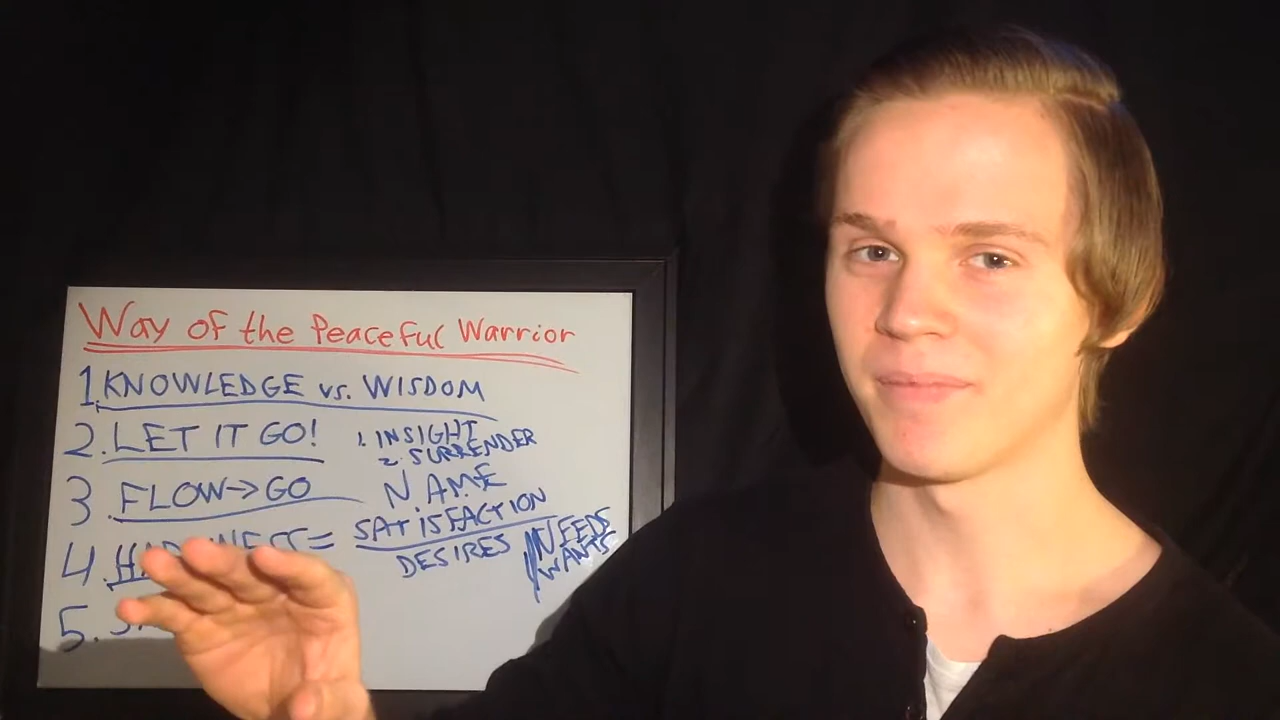 Way of the Peaceful Warrior
1. KNOWLEDGE vs. WISDOM
2. LET IT GO! 1. INSIGHT
2. SURRENDER
3. FLOW→GO NAME
4. = SATISFACTION
DESIRES NEEDS
WANTS
5.